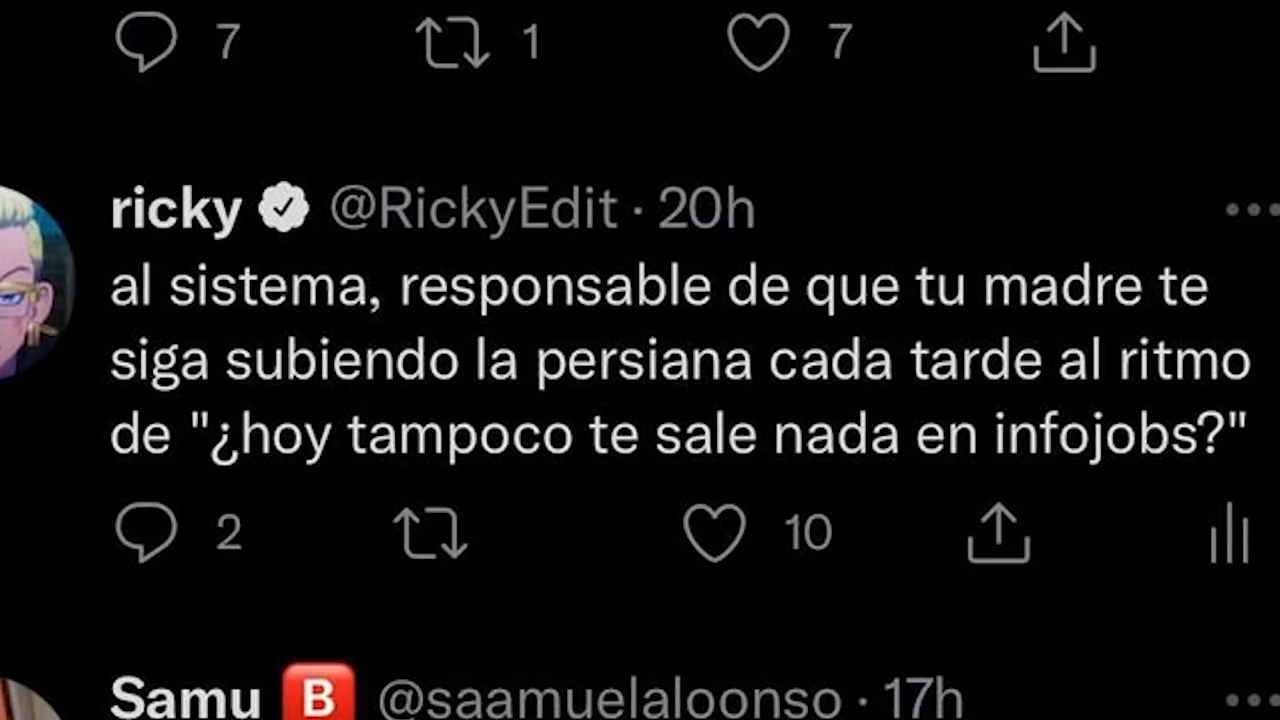 7 1 7
ricky @RickyEdit · 20h
al sistema, responsable de que tu madre te
siga subiendo la persiana cada tarde al ritmo
de "¿hoy tampoco te sale nada en infojobs?"
2 10
Samu B @saamuelaloonso · 17h